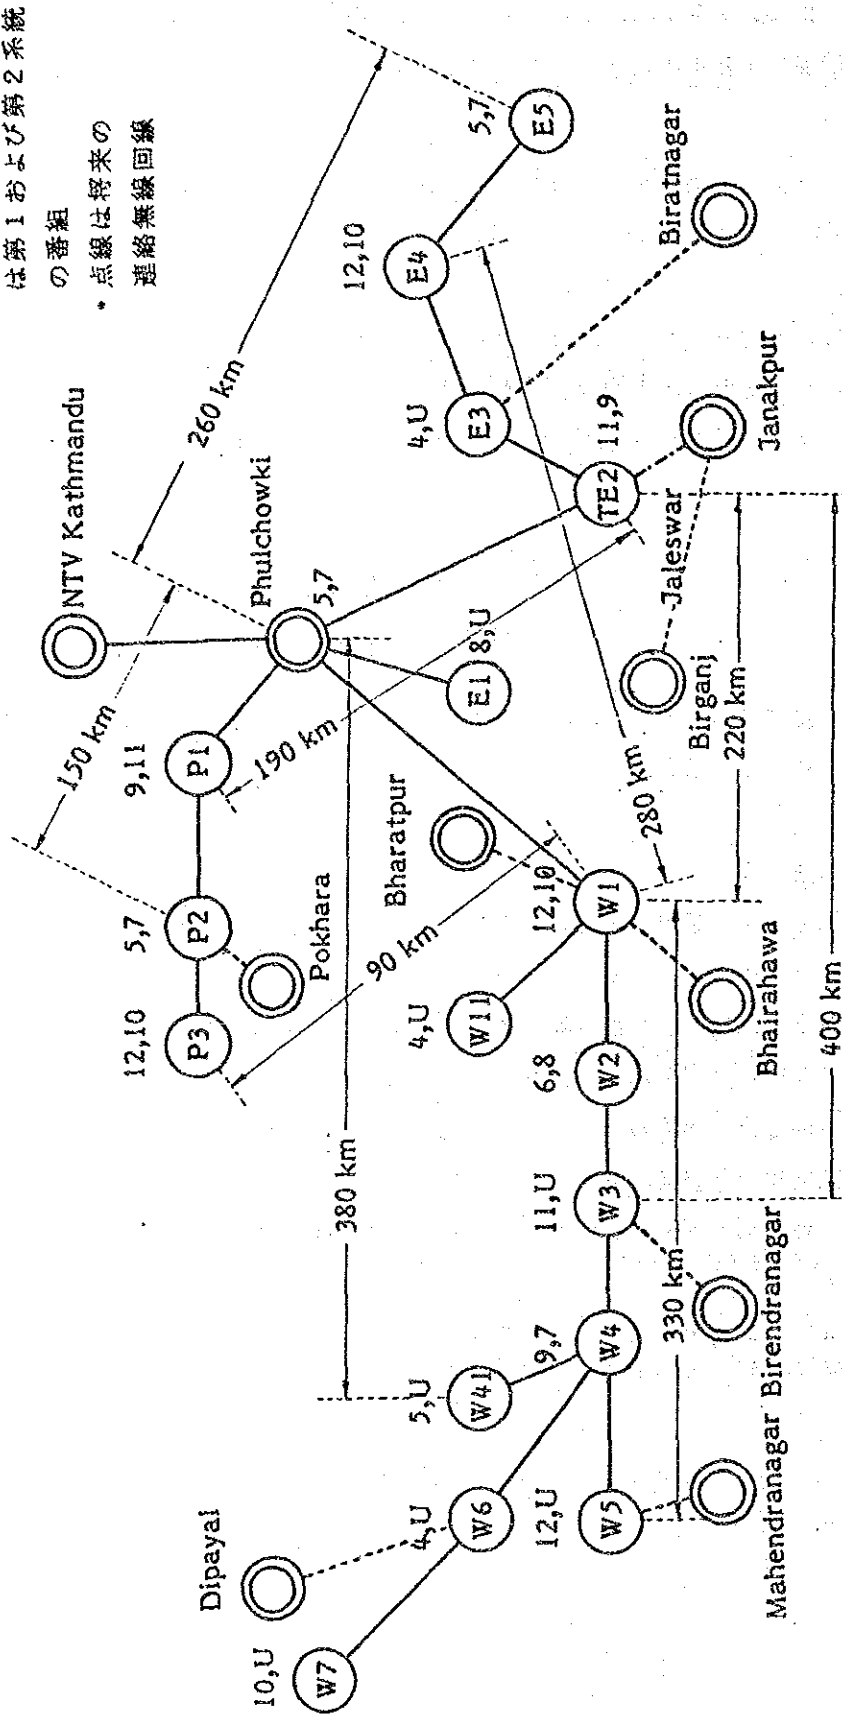 は第1および第2系統
の番組
* 点線は将来の
連絡無線回線
NTV Kathmandu
Phulchowki
5,7
260 km
150 km
9,11
P1
5,7
P2
12,10
P3
Pokhara
190 km
90 km
380 km
E1
8,U
5,7
E5
12,10
E4
4,U
E3
TE2
11,9
Biratnagar
Janakpur
Jaleswar
Birganj
220 km
280 km
Bharatpur
12,10
W1
4,U
W11
6,8
W2
Bhairahawa
400 km
11,U
W3
330 km
9,7
W4
5,U
W41
4,U
W6
12,U
W5
Dipayal
10,U
W7
Mahendranagar Birendranagar